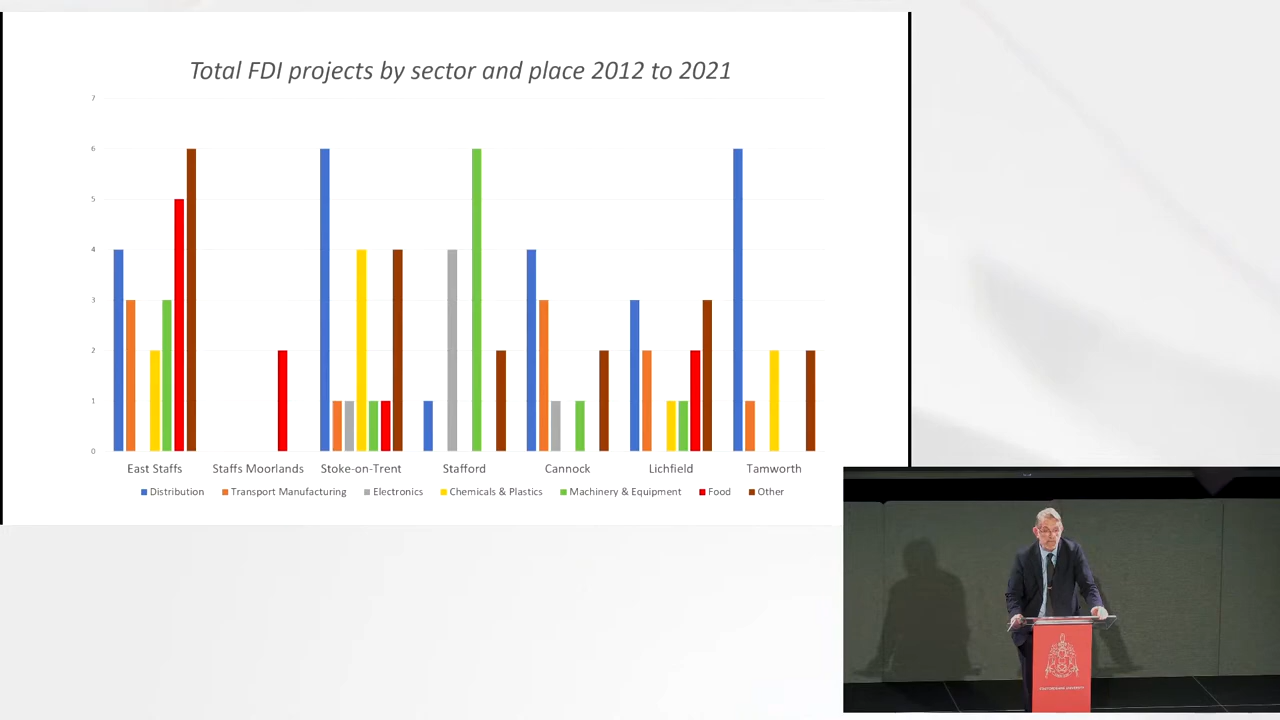 Total FDI projects by sector and place 2012 to 2021
7
6
5
4
3
2
1
0
East Staffs Staffs Moorlands Stoke-on-Trent Stafford Cannock Lichfield Tamworth
Distribution Transport Manufacturing Electronics Chemicals & Plastics Machinery & Equipment Food Other
STAFFORDSHIRE UNIVERSITY